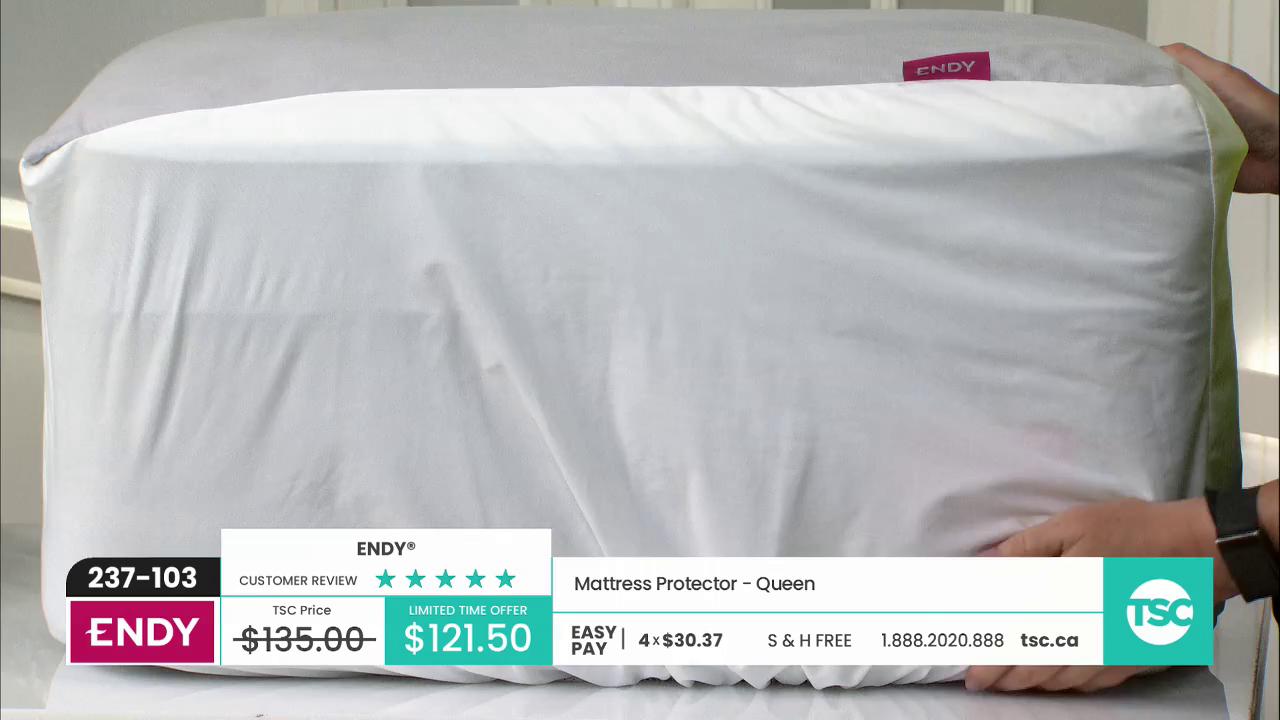 ENDY
ENDY®
237-103
CUSTOMER REVIEW
Mattress Protector - Queen
ENDY
TSC Price
$135.00
LIMITED TIME OFFER
$121.50
EASY PAY
4x$30.37
S & H FREE
1.888.2020.888
tsc.ca
TSC